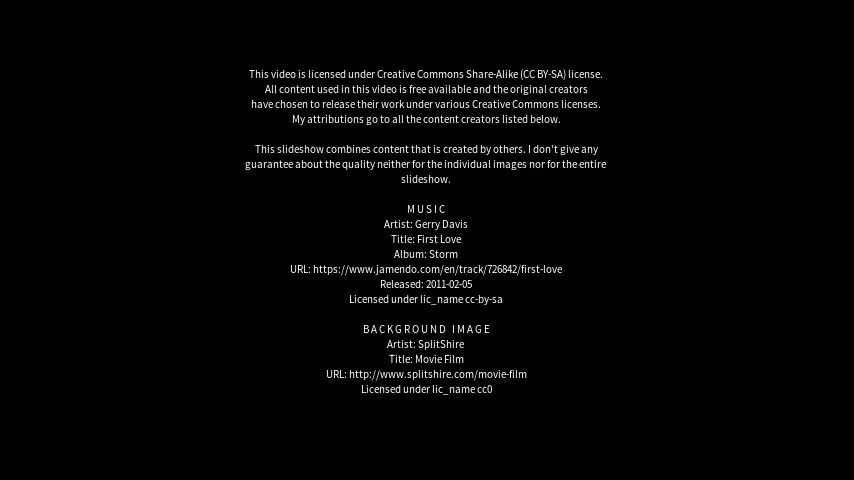 This video is licensed under Creative Commons Share-Alike (CC BY-SA) license.
All content used in this video is free available and the original creators
have chosen to release their work under various Creative Commons licenses.
My attributions go to all the content creators listed below.
This slideshow combines content that is created by others. I don't give any
guarantee about the quality neither for the individual images nor for the entire
slideshow.
MUSIC
Artist: Gerry Davis
Title: First Love
Album: Storm
URL: https://www.jamendo.com/en/track/726842/first-love
Released: 2011-02-05
Licensed under lic_name cc-by-sa
BACKGROUND IMAGE
Artist: SplitShire
Title: Movie Film
URL: http://www.splitshire.com/movie-film
Licensed under lic_name cc0